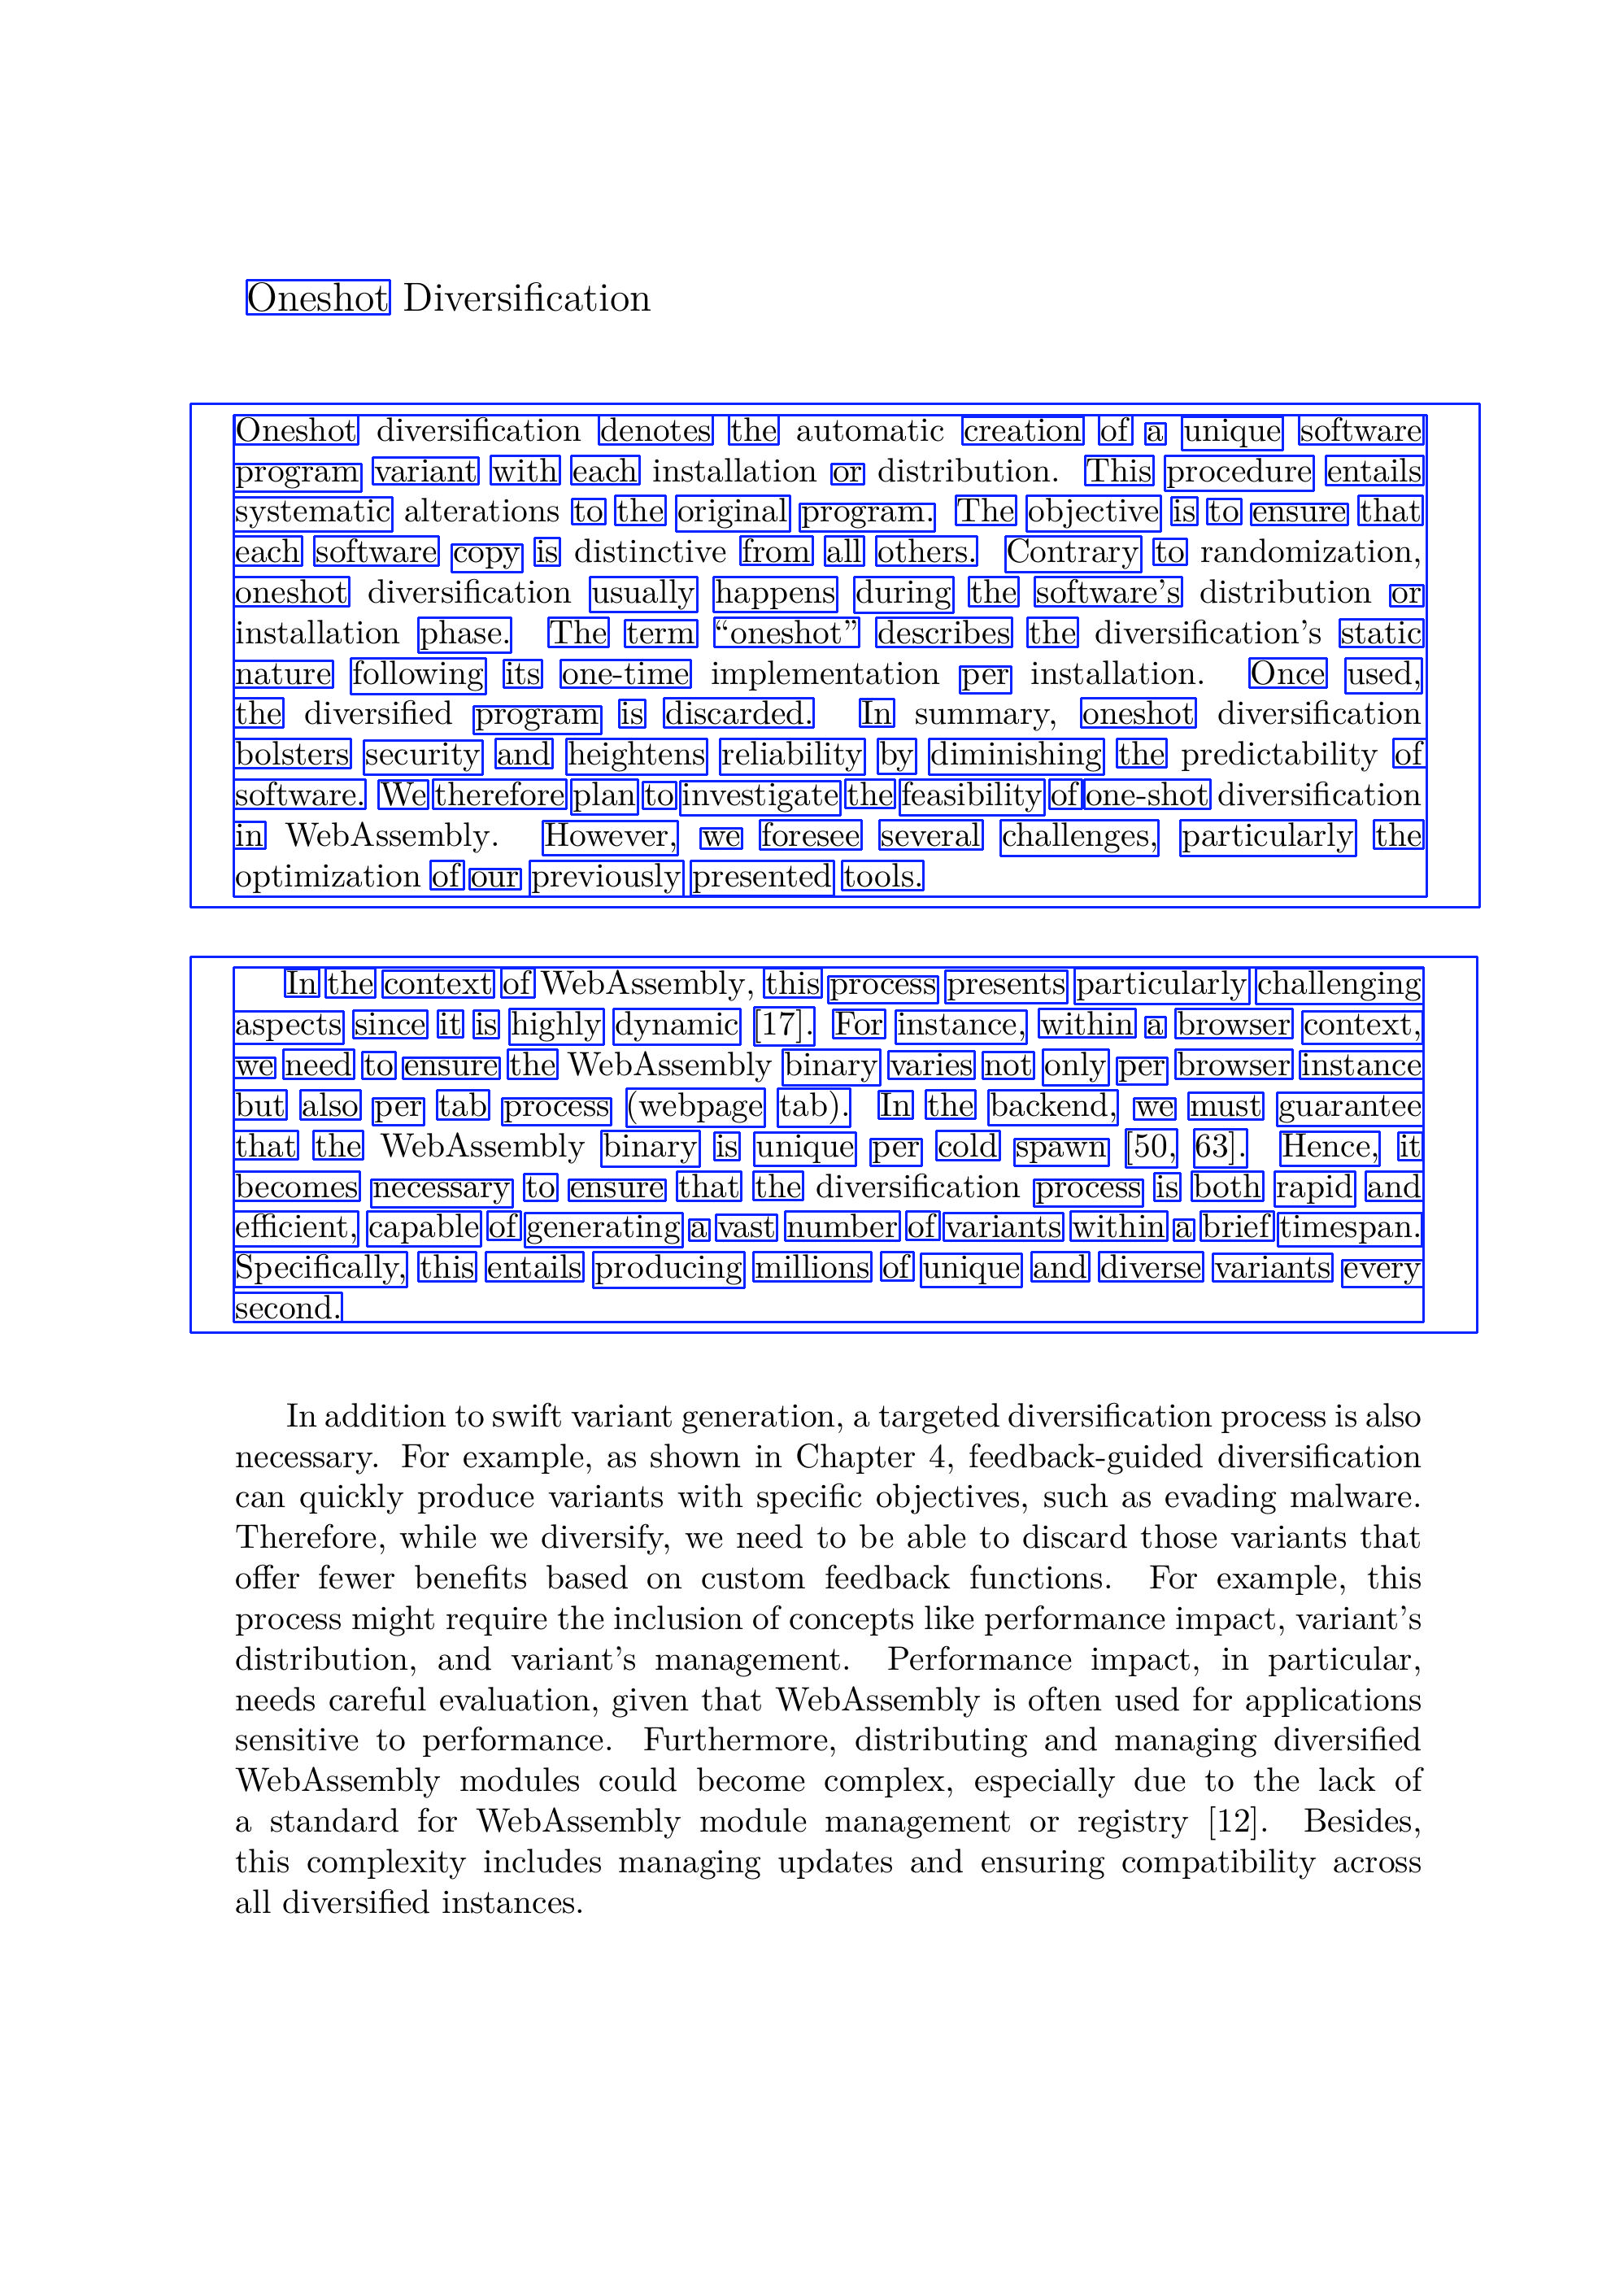 Oneshot Diversification
Oneshot diversification denotes the automatic creation of a unique software
program variant with each installation or distribution. This procedure entails
systematic alterations to the original program. The objective is to ensure that
each software copy is distinctive from all others. Contrary to randomization,
oneshot diversification usually happens during the software's distribution or
installation phase. The term “oneshot” describes the diversification's static
nature following its one-time implementation per installation. Once used,
the diversified program is discarded. In summary, oneshot diversification
bolsters security and heightens reliability by diminishing the predictability of
software. We therefore plan to investigate the feasibility of one-shot diversification
in WebAssembly. However, we foresee several challenges, particularly the
optimization of our previously presented tools.
In the context of WebAssembly, this process presents particularly challenging
aspects since it is highly dynamic [17]. For instance, within a browser context,
we need to ensure the WebAssembly binary varies not only per browser instance
but also per tab process (webpage tab). In the backend, we must guarantee
that the WebAssembly binary is unique per cold spawn [50, 63]. Hence, it
becomes necessary to ensure that the diversification process is both rapid and
efficient, capable of generating a vast number of variants within a brief timespan.
Specifically, this entails producing millions of unique and diverse variants every
second.
In addition to swift variant generation, a targeted diversification process is also
necessary. For example, as shown in Chapter 4, feedback-guided diversification
can quickly produce variants with specific objectives, such as evading malware.
Therefore, while we diversify, we need to be able to discard those variants that
offer fewer benefits based on custom feedback functions. For example, this
process might require the inclusion of concepts like performance impact, variant's
distribution, and variant's management. Performance impact, in particular,
needs careful evaluation, given that WebAssembly is often used for applications
sensitive to performance. Furthermore, distributing and managing diversified
WebAssembly modules could become complex, especially due to the lack of
a standard for WebAssembly module management or registry [12]. Besides,
this complexity includes managing updates and ensuring compatibility across
all diversified instances.